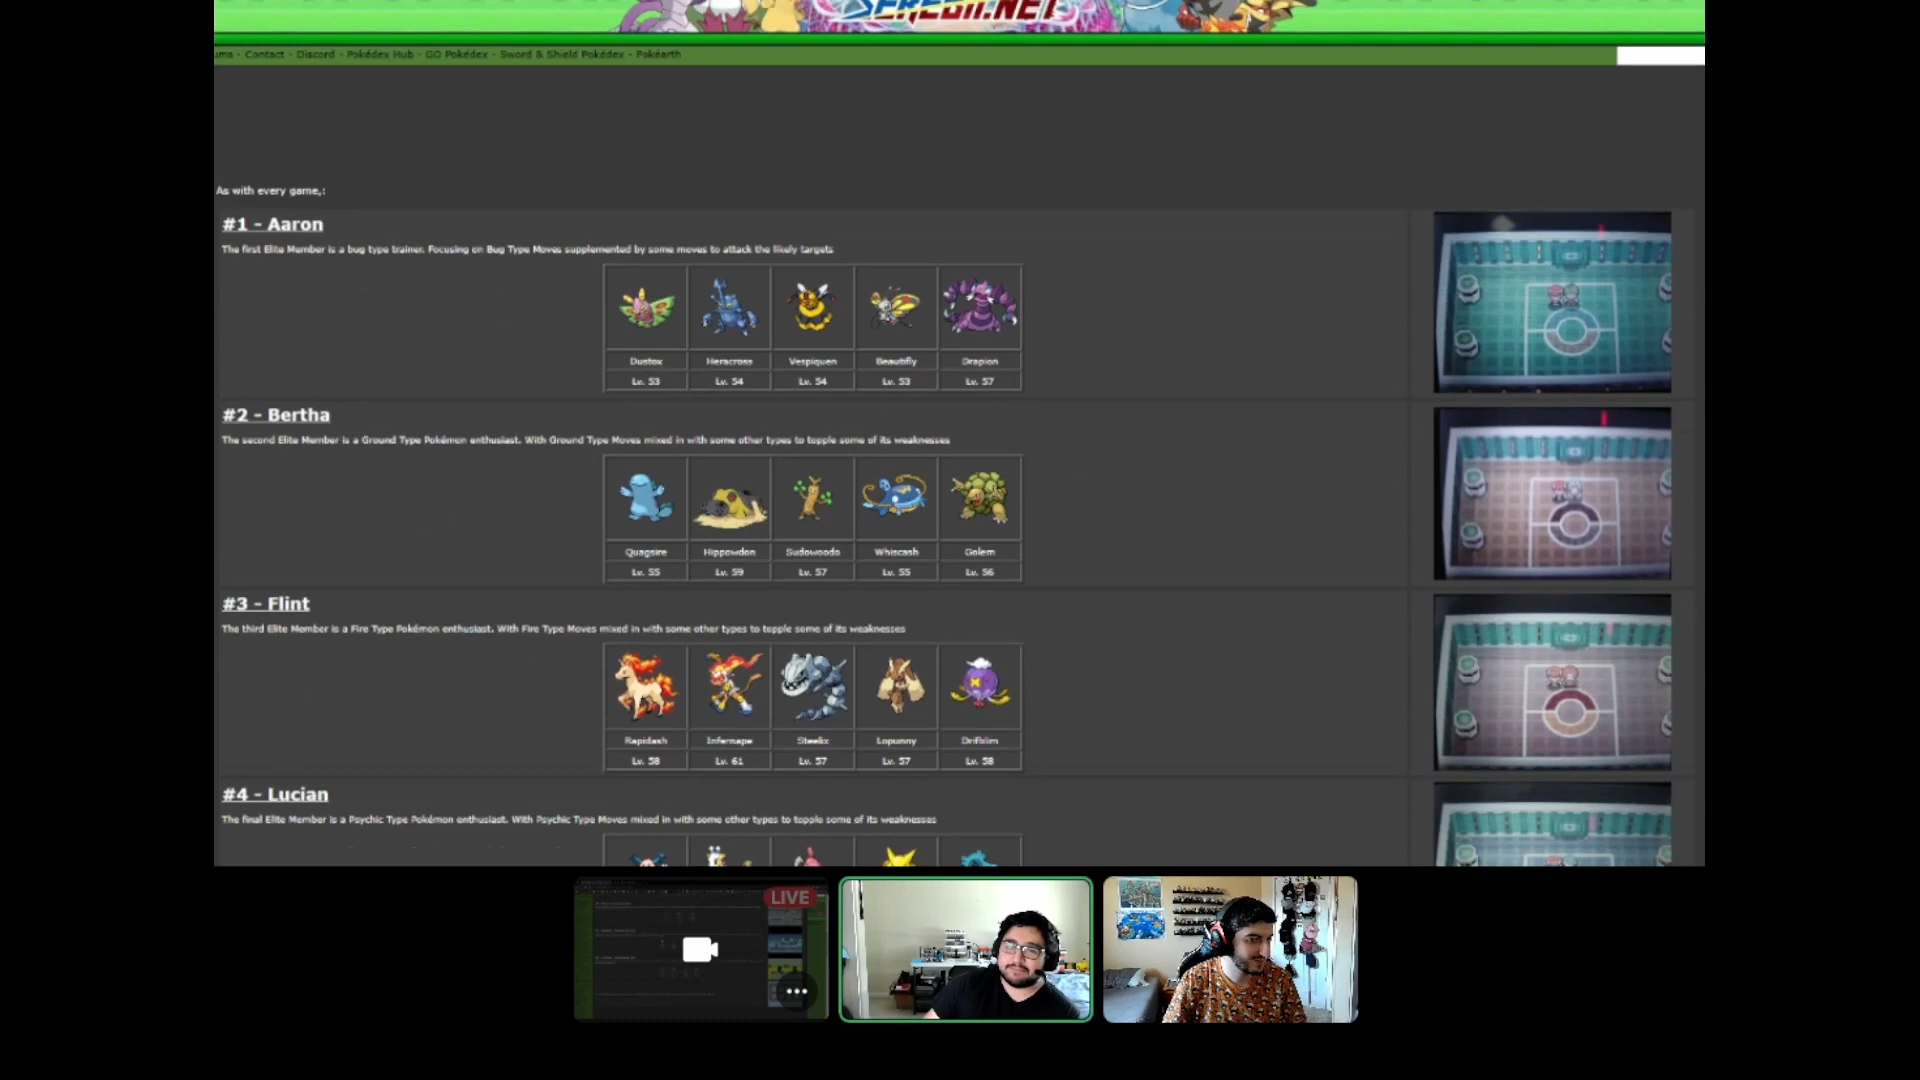 SEREBII.NET
ums - Contact - Discord - Pokédex Hub - GO Pokédex - Sword & Shield Pokédex - Pokéarth
As with every game,:
#1 - Aaron
The first Elite Member is a bug type trainer. Focusing on Bug Type Moves supplemented by some moves to attack the likely targets
Dustox Heracross Vespiquen Beautifly Drapion
Lv. 53 Lv. 54 Lv. 54 Lv. 53 Lv. 57
#2 - Bertha
The second Elite Member is a Ground Type Pokémon enthusiast. With Ground Type Moves mixed in with some other types to topple some of its weaknesses
Quagsire Hippowdon Sudowoodo Whiscash Golem
Lv. 55 Lv. 59 Lv. 57 Lv. 55 Lv. 56
#3 - Flint
The third Elite Member is a Fire Type Pokémon enthusiast. With Fire Type Moves mixed in with some other types to topple some of its weaknesses
Rapidash Infernape Steelix Lopunny Drifblim
Lv. 58 Lv. 61 Lv. 57 Lv. 57 Lv. 58
#4 - Lucian
The final Elite Member is a Psychic Type Pokémon enthusiast. With Psychic Type Moves mixed in with some other types to topple some of its weaknesses
LIVE